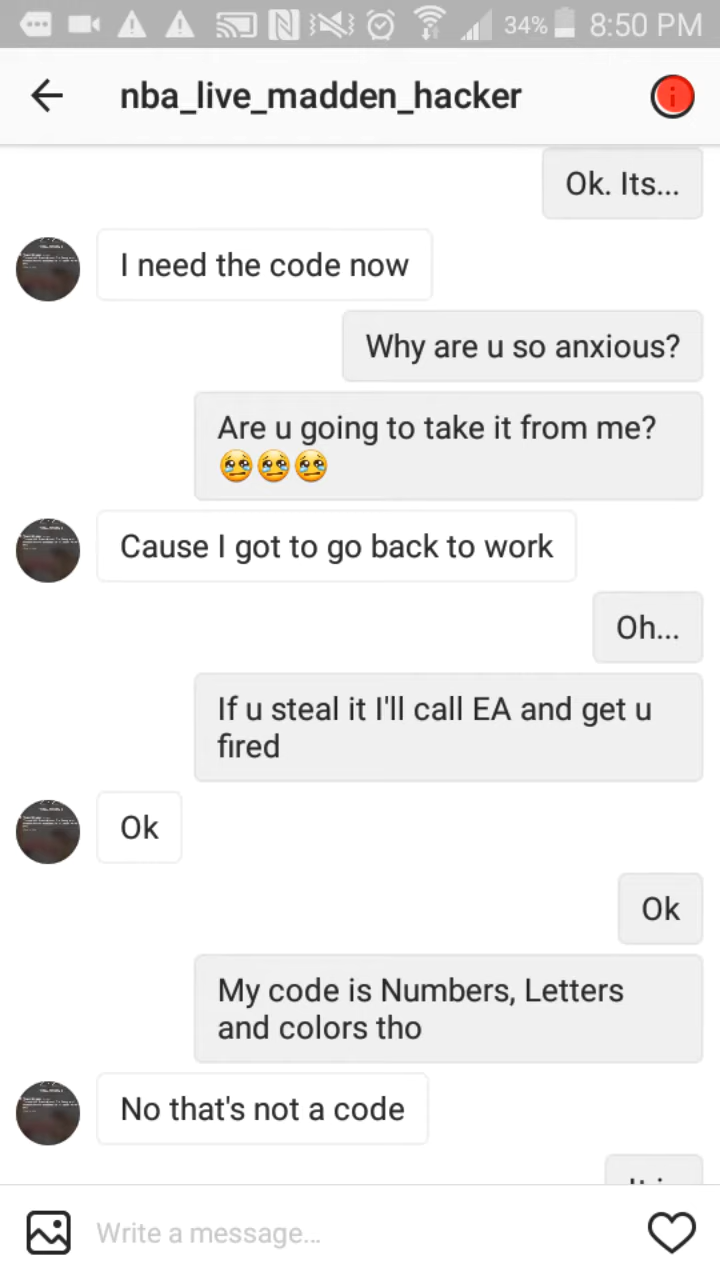 34% 8:50 PM
nba_live_madden_hacker
Ok. Its...
I need the code now
Why are u so anxious?
Are u going to take it from me?
😢😢😢
Cause I got to go back to work
Oh...
If u steal it I'll call EA and get u
fired
Ok
Ok
My code is Numbers, Letters
and colors tho
No that's not a code
Write a message...